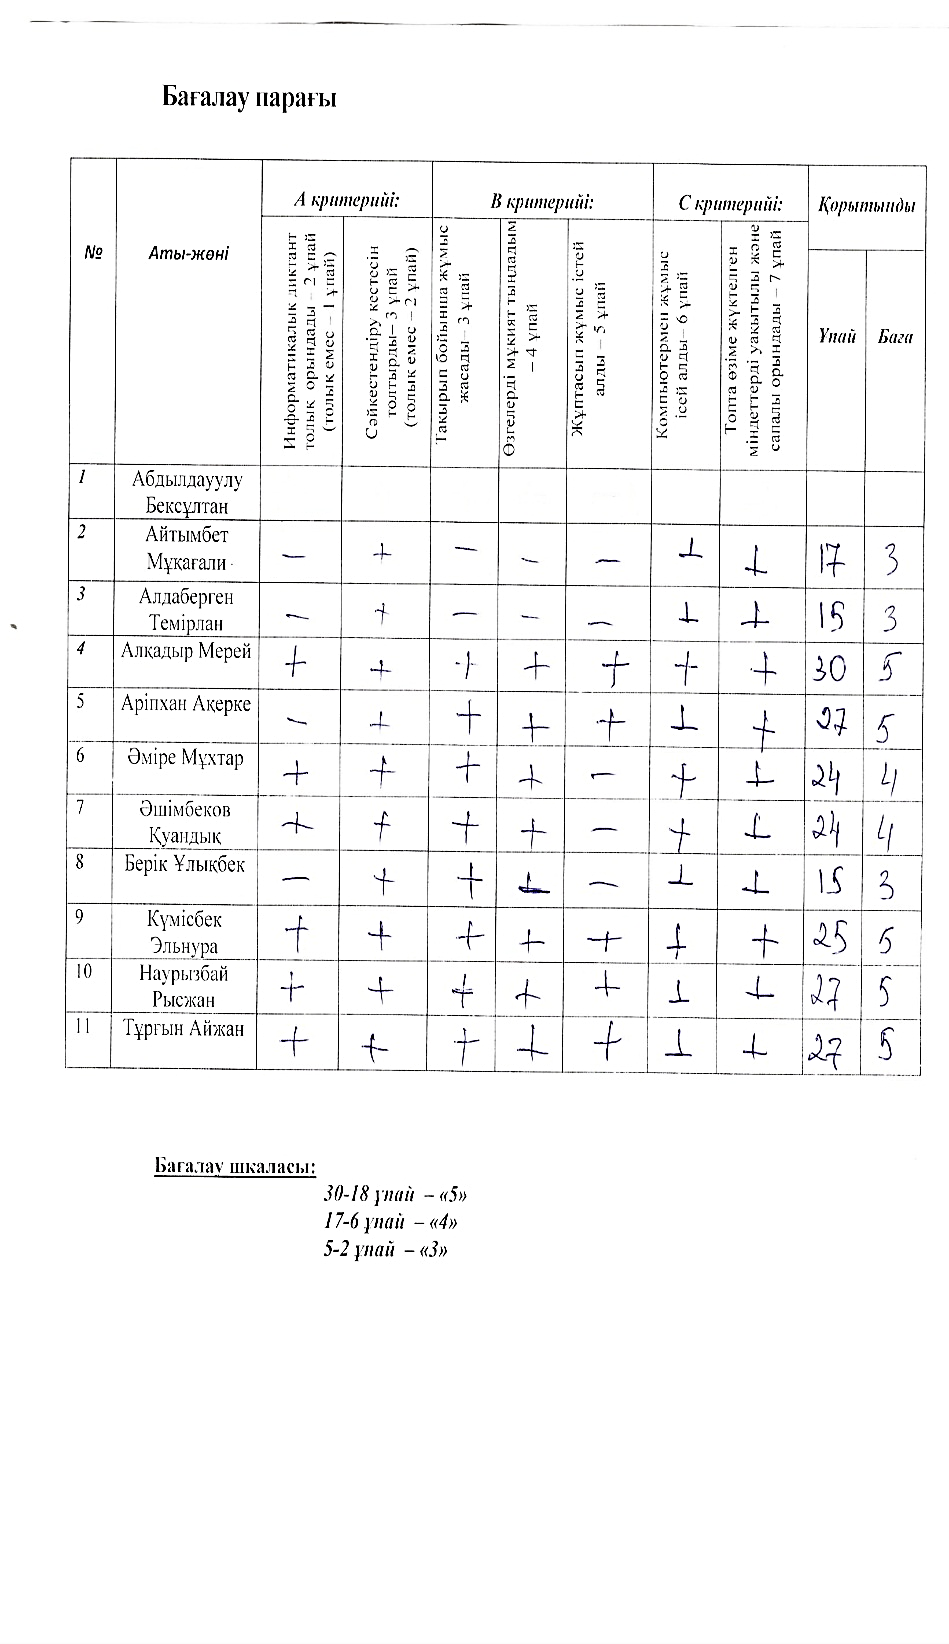 Бағалау парағы
№
Аты-жөні
А критерийі:
В критерийі:
С критерийі:
Қорытынды
Информатикалық диктант
толық орындады – 2 ұпай
(толық емес – 1 ұпай)
Сәйкестендіру кестесін
толтырды– 3 ұпай
(толық емес – 2 ұпай)
Тақырып бойынша жұмыс
жасады – 3 ұпай
Өзгелерді мұқият тыңдадым
– 4 ұпай
Жұптасып жұмыс істей
алды – 5 ұпай
Компьютермен жұмыс
ісей алды– 6 ұпай
Топта өзіме жүктелген
міндеттерді уақытылы және
сапалы орындады – 7 ұпай
Ұпай
Баға
1 Абдылдауулу
Бексұлтан
2 Айтымбет
Мұқағали - — + — — — + + 17 3
3 Алдаберген
Темірлан — + — — — + + 15 3
4 Алқадыр Мерей + + + + + + + 30 5
5 Аріпхан Ақерке — + + + + + + 27 5
6 Әміре Мұхтар + + + + — + + 24 4
7 Әшімбеков
Қуандық + + + + — + + 24 4
8 Берік Ұлықбек — + + + — + + 15 3
9 Күмісбек
Эльнура + + + + + + + 25 5
10 Наурызбай
Рысжан + + + + + + + 27 5
11 Тұрғын Айжан + + + + + + + 27 5
Бағалау шкаласы:
30-18 ұпай – «5»
17-6 ұпай – «4»
5-2 ұпай – «3»